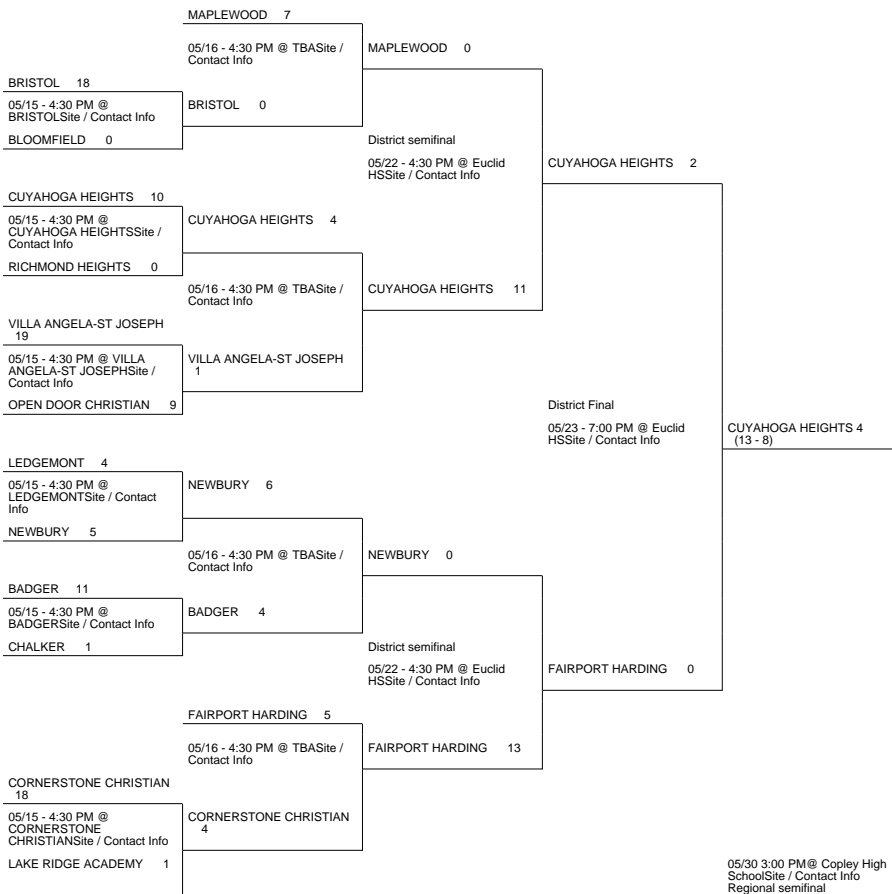 MAPLEWOOD 7
05/16 - 4:30 PM @ TBASite /
Contact Info
MAPLEWOOD 0
BRISTOL 18
05/15 - 4:30 PM @
BRISTOLSite / Contact Info
BRISTOL 0
BLOOMFIELD 0
District semifinal
05/22 - 4:30 PM @ Euclid
HSSite / Contact Info
CUYAHOGA HEIGHTS 2
CUYAHOGA HEIGHTS 10
05/15 - 4:30 PM @
CUYAHOGA HEIGHTSSite /
Contact Info
CUYAHOGA HEIGHTS 4
RICHMOND HEIGHTS 0
05/16 - 4:30 PM @ TBASite /
Contact Info
CUYAHOGA HEIGHTS 11
VILLA ANGELA-ST JOSEPH
19
05/15 - 4:30 PM @ VILLA
ANGELA-ST JOSEPHSite /
Contact Info
VILLA ANGELA-ST JOSEPH
1
OPEN DOOR CHRISTIAN 9
District Final
05/23 - 7:00 PM @ Euclid
HSSite / Contact Info
CUYAHOGA HEIGHTS 4
(13 - 8)
LEDGEMONT 4
05/15 - 4:30 PM @
LEDGEMONTSite / Contact
Info
NEWBURY 6
NEWBURY 5
05/16 - 4:30 PM @ TBASite /
Contact Info
NEWBURY 0
BADGER 11
05/15 - 4:30 PM @
BADGERSite / Contact Info
BADGER 4
CHALKER 1
District semifinal
05/22 - 4:30 PM @ Euclid
HSSite / Contact Info
FAIRPORT HARDING 0
FAIRPORT HARDING 5
05/16 - 4:30 PM @ TBASite /
Contact Info
FAIRPORT HARDING 13
CORNERSTONE CHRISTIAN
18
05/15 - 4:30 PM @
CORNERSTONE
CHRISTIANSite / Contact Info
CORNERSTONE CHRISTIAN
4
LAKE RIDGE ACADEMY 1
05/30 3:00 PM@ Copley High
SchoolSite / Contact Info
Regional semifinal